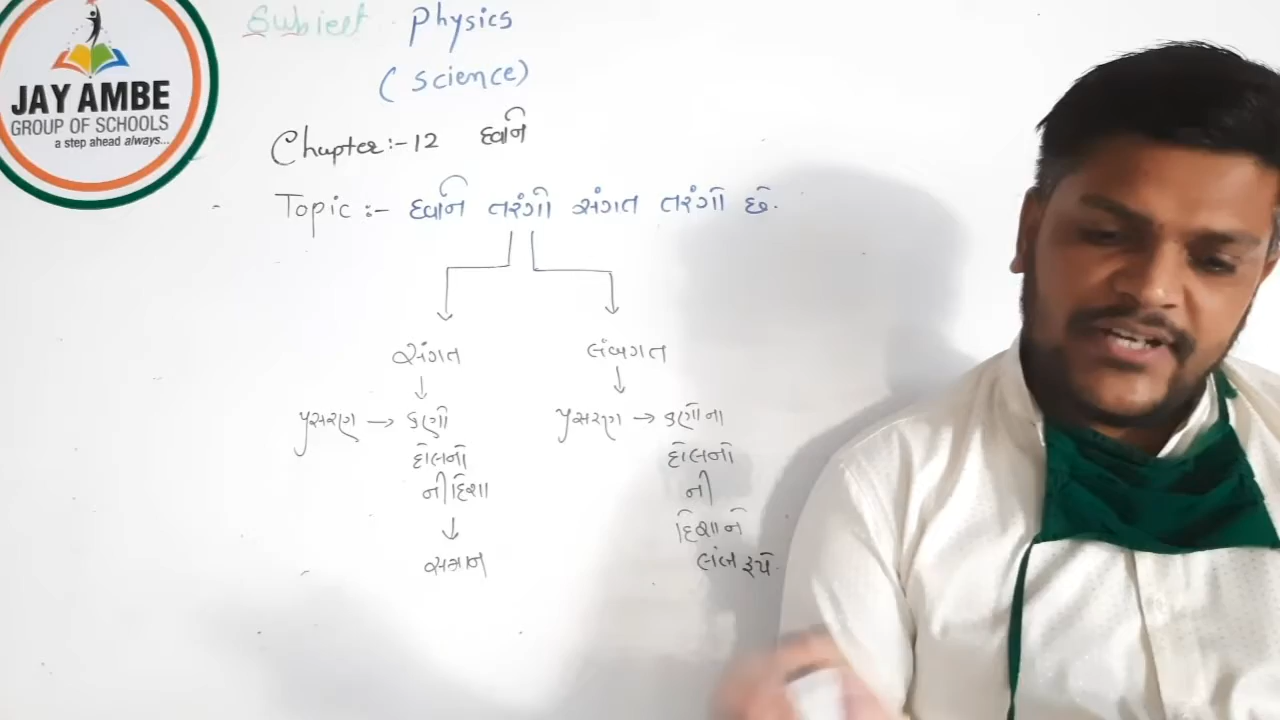 JAY AMBE
GROUP OF SCHOOLS
a step ahead always...
Subject Physics
(Science)
Chapter:-12 ધ્વનિ
Topic:- ધ્વનિ તરંગો સંગત તરંગો છે.
સંગત
લંબગત
પ્રસરણ → કણો
દોલનો
ની દિશા
સમાન
પ્રસરણ → કણોના
દોલનો
ની
દિશાને
લંબ રૂપે